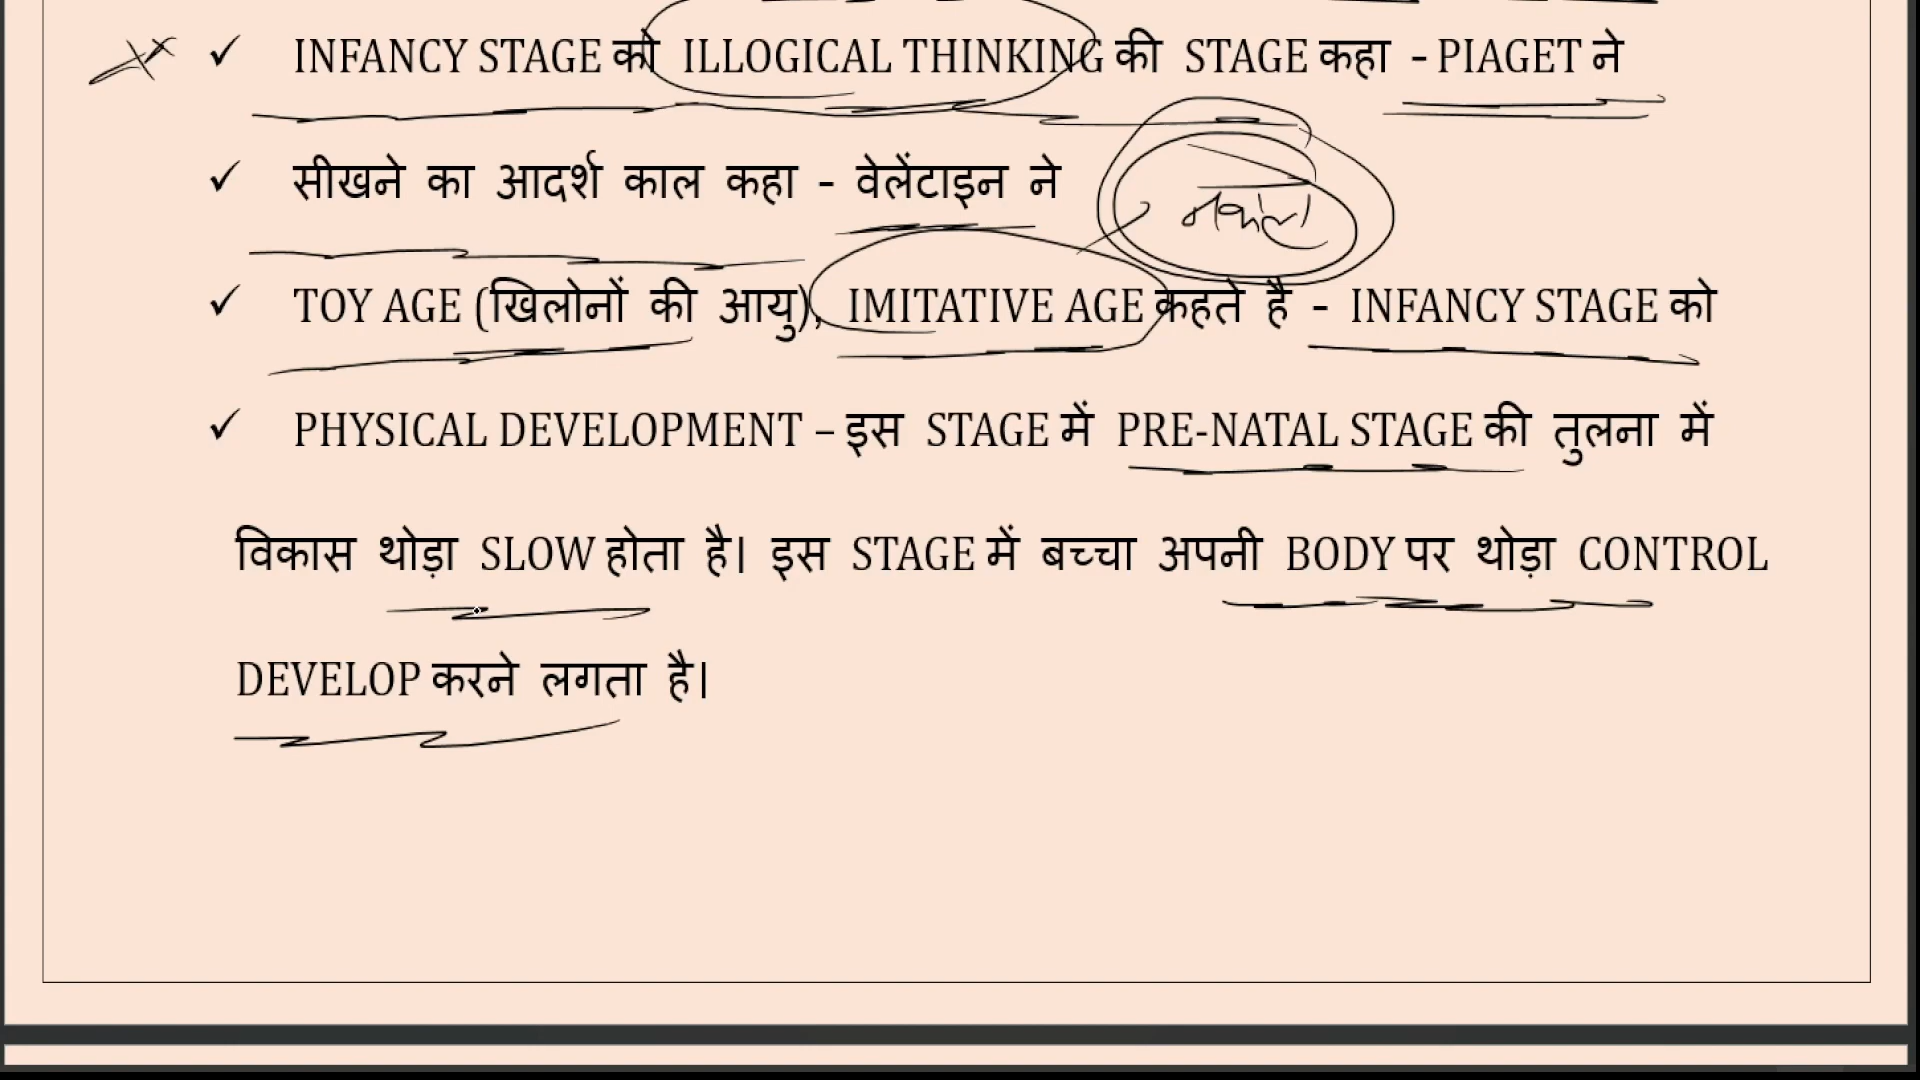 ✓ INFANCY STAGE को ILLOGICAL THINKING की STAGE कहा - PIAGET ने
✓ सीखने का आदर्श काल कहा - वेलेंटाइन ने
नकल
✓ TOY AGE (खिलोनों की आयु), IMITATIVE AGE कहते है - INFANCY STAGE को
✓ PHYSICAL DEVELOPMENT – इस STAGE में PRE-NATAL STAGE की तुलना में
विकास थोड़ा SLOW होता है। इस STAGE में बच्चा अपनी BODY पर थोड़ा CONTROL
DEVELOP करने लगता है।